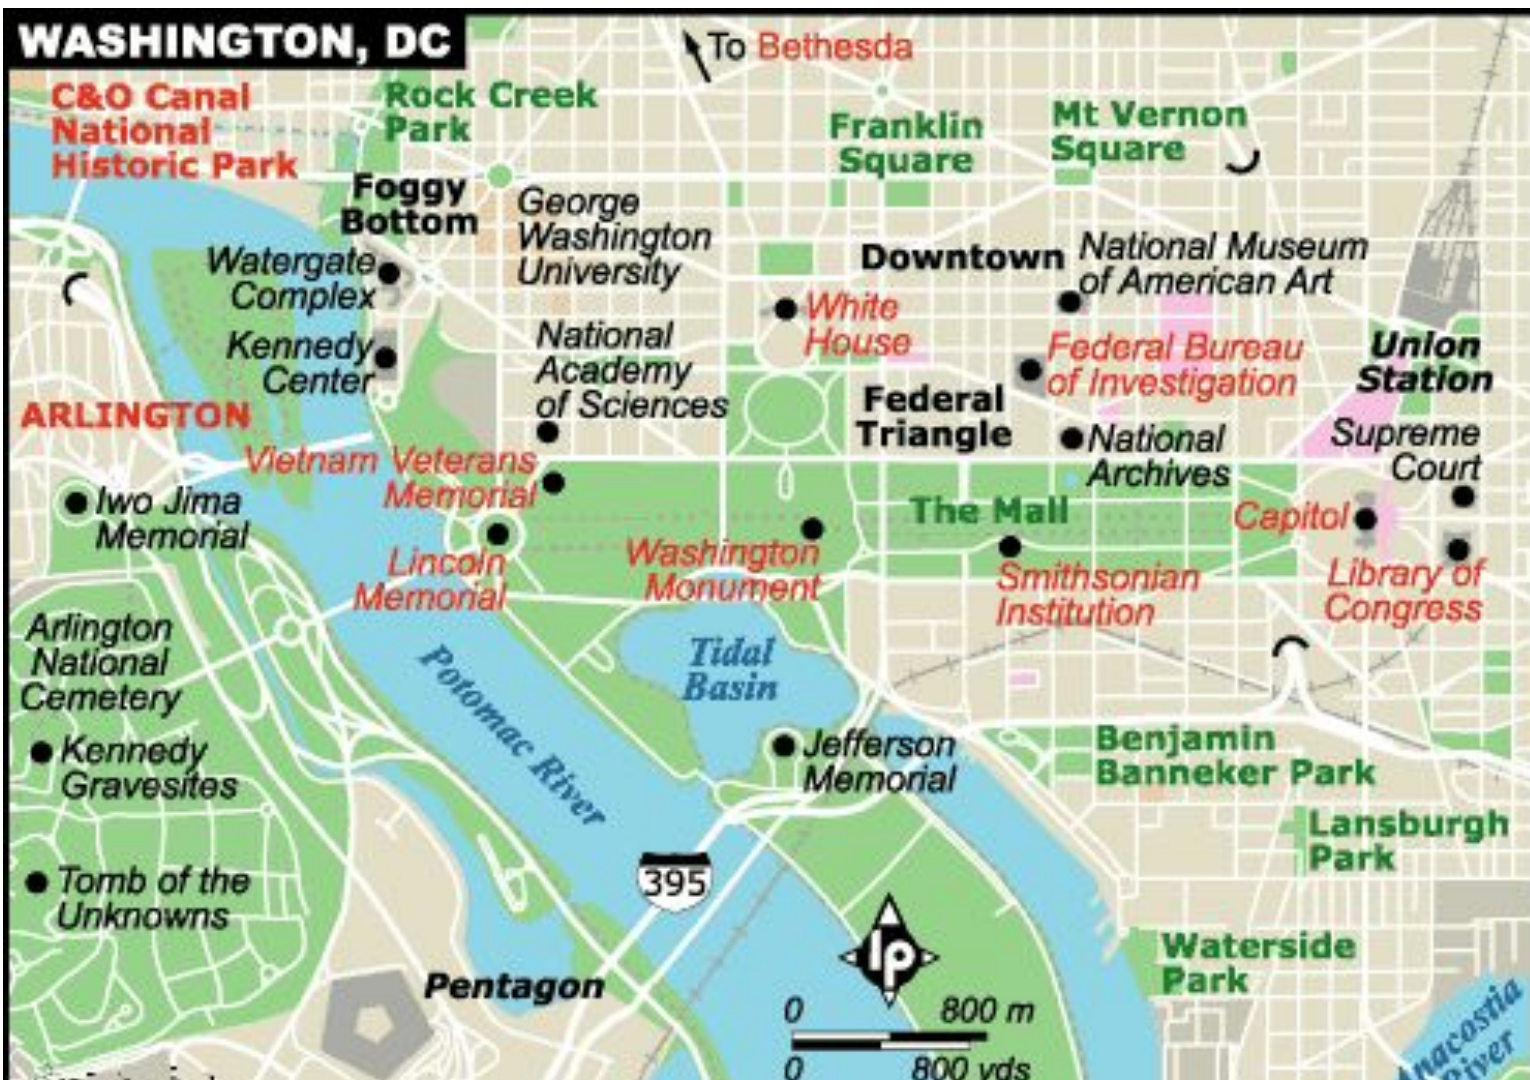 WASHINGTON, DC
To Bethesda
C&O Canal
National
Historic Park
Rock Creek
Park
Franklin
Square
Mt Vernon
Square
Foggy
Bottom
George
Washington
University
Watergate
Complex
Downtown
National Museum
of American Art
White
House
Kennedy
Center
National
Academy
of Sciences
Federal Bureau
of Investigation
Union
Station
ARLINGTON
Federal
Triangle
National
Archives
Supreme
Court
Vietnam Veterans
Memorial
Iwo Jima
Memorial
The Mall
Capitol
Lincoln
Memorial
Washington
Monument
Smithsonian
Institution
Library of
Congress
Arlington
National
Cemetery
Tidal
Basin
Potomac River
Kennedy
Gravesites
Jefferson
Memorial
Benjamin
Banneker Park
Lansburgh
Park
395
Tomb of the
Unknowns
lp
Waterside
Park
Pentagon
0 800 m
0 800 yds
nacostia
River